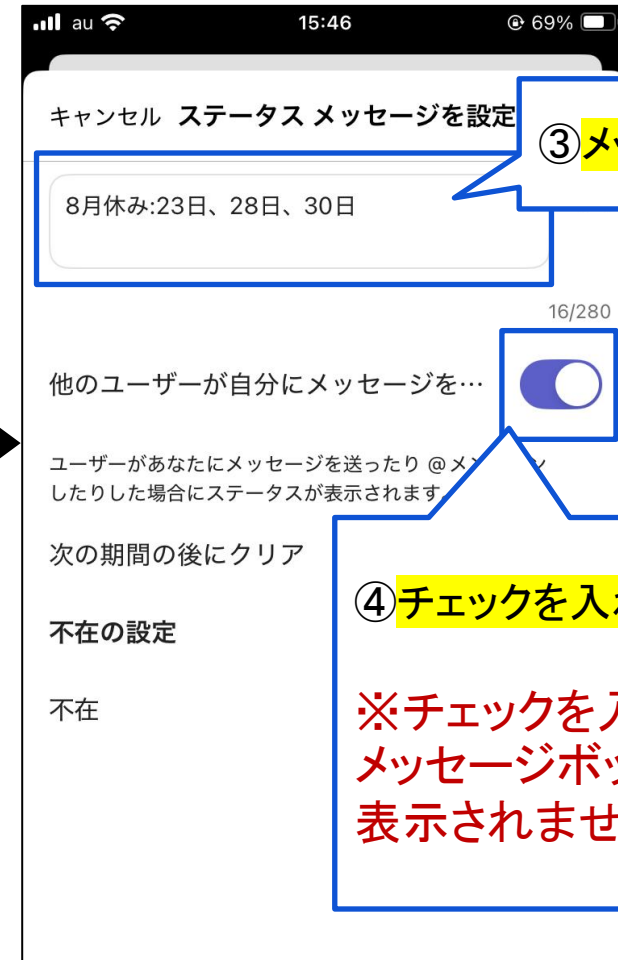 au 15:46 69%
キャンセル ステータス メッセージを設定
③メッ
8月休み:23日、28日、30日
16/280
他のユーザーが自分にメッセージを…
ユーザーがあなたにメッセージを送ったり @メンション
したりした場合にステータスが表示されます。
次の期間の後にクリア
④チェックを入れ
不在の設定
不在
※チェックを入
メッセージボッ
表示されませ